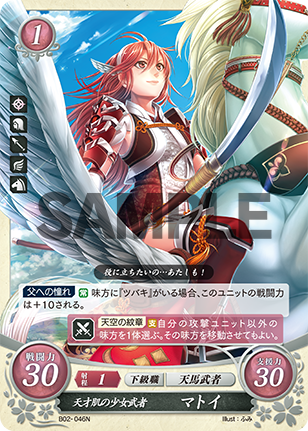 1
SAMPLE
役に立ちたいの…あたしも！
父への憧れ 常 味方に『ツバキ』がいる場合、このユニットの戦闘力
は＋10される。
天空の紋章 支 自分の攻撃ユニット以外の
味方を1体選ぶ。その味方を移動させてもよい。
戦闘力 30
射程 1 下級職 天馬武者
支援力 30
天才肌の少女武者 マトイ
B02-046N
Illust：ふみ